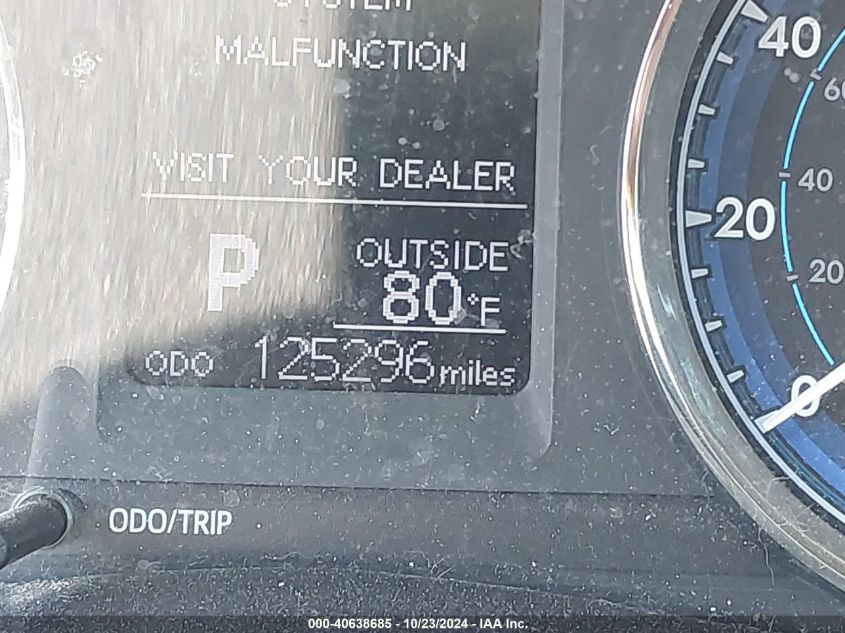 SYSTEM
MALFUNCTION
VISIT YOUR DEALER
P
OUTSIDE
80°F
ODO 125296 miles
ODO/TRIP
40
60
40
20
20
0
000-40638685 - 10/23/2024 - IAA Inc.